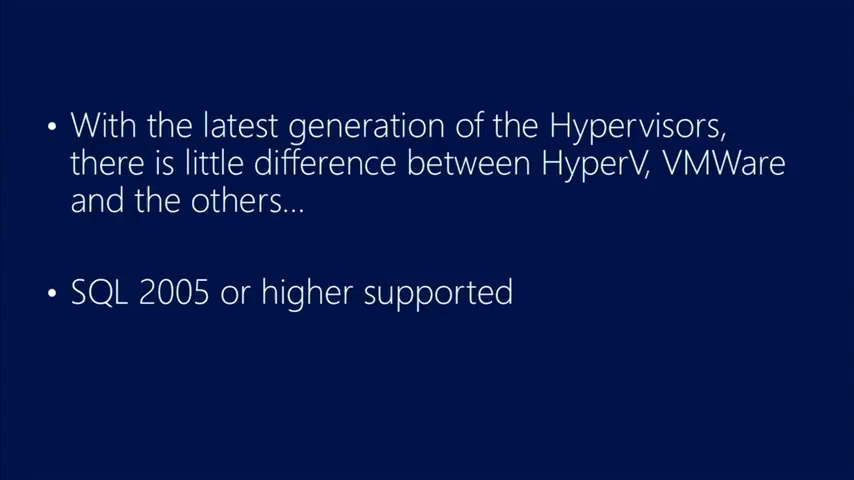 • With the latest generation of the Hypervisors,
there is little difference between HyperV, VMWare
and the others...
• SQL 2005 or higher supported